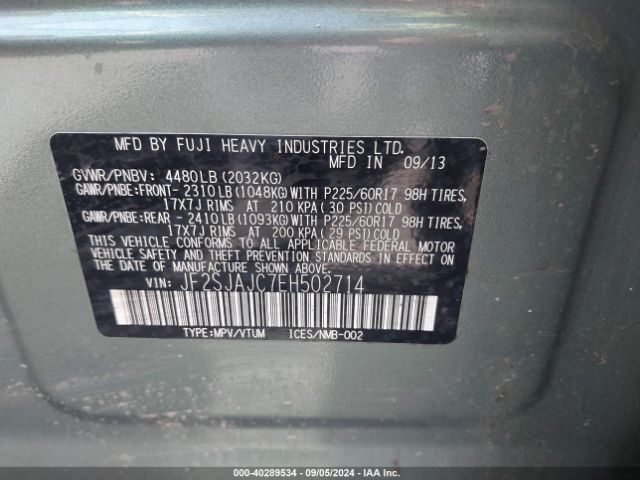 MFD BY FUJI HEAVY INDUSTRIES LTD.
MFD IN 09/13
GVWR/PNBV: 4480LB (2032KG)
GAWR/PNBE:FRONT- 2310LB (1048KG) WITH P225/60R17 98H TIRES,
17X7J RIMS AT 210 KPA ( 30 PSI) COLD
GAWR/PNBE: REAR - 2410LB (1093KG) WITH P225/60R17 98H TIRES,
17X7J RIMS AT 200 KPA ( 29 PSI) COLD
THIS VEHICLE CONFORMS TO ALL APPLICABLE FEDERAL MOTOR
VEHICLE SAFETY AND THEFT PREVENTION STANDARDS IN EFFECT ON
THE DATE OF MANUFACTURE SHOWN ABOVE.
VIN: JF2SJAJC7EH502714
TYPE:MPV/VTUM ICES/NMB-002
000-40289534 - 09/05/2024 - IAA Inc.